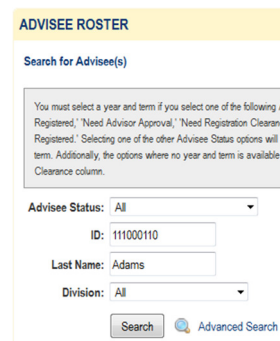 ADVISEE ROSTER
Search for Advisee(s)
You must select a year and term if you select one of the following
Registered,' 'Need Advisor Approval,' 'Need Registration Clearan
Registered.' Selecting one of the other Advisee Status options will
term. Additionally, the options where no year and term is available
Clearance column.
Advisee Status: All
ID: 111000110
Last Name: Adams
Division: All
Search Advanced Search